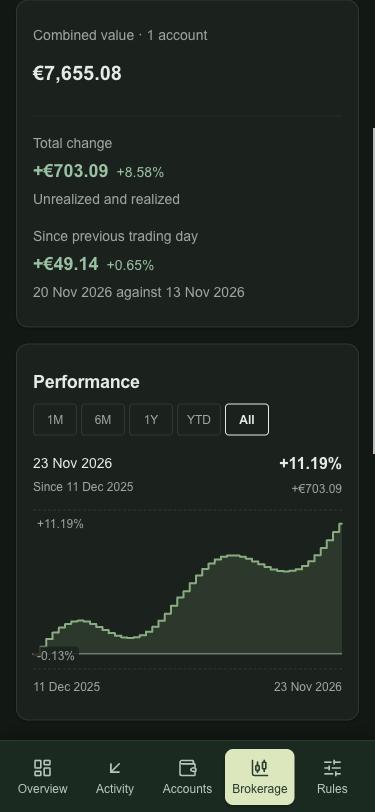 Combined value · 1 account
€7,655.08
Total change
+€703.09 +8.58%
Unrealized and realized
Since previous trading day
+€49.14 +0.65%
20 Nov 2026 against 13 Nov 2026
Performance
1M 6M 1Y YTD All
23 Nov 2026 +11.19%
Since 11 Dec 2025 +€703.09
+11.19%
-0.13%
11 Dec 2025 23 Nov 2026
Overview Activity Accounts Brokerage Rules